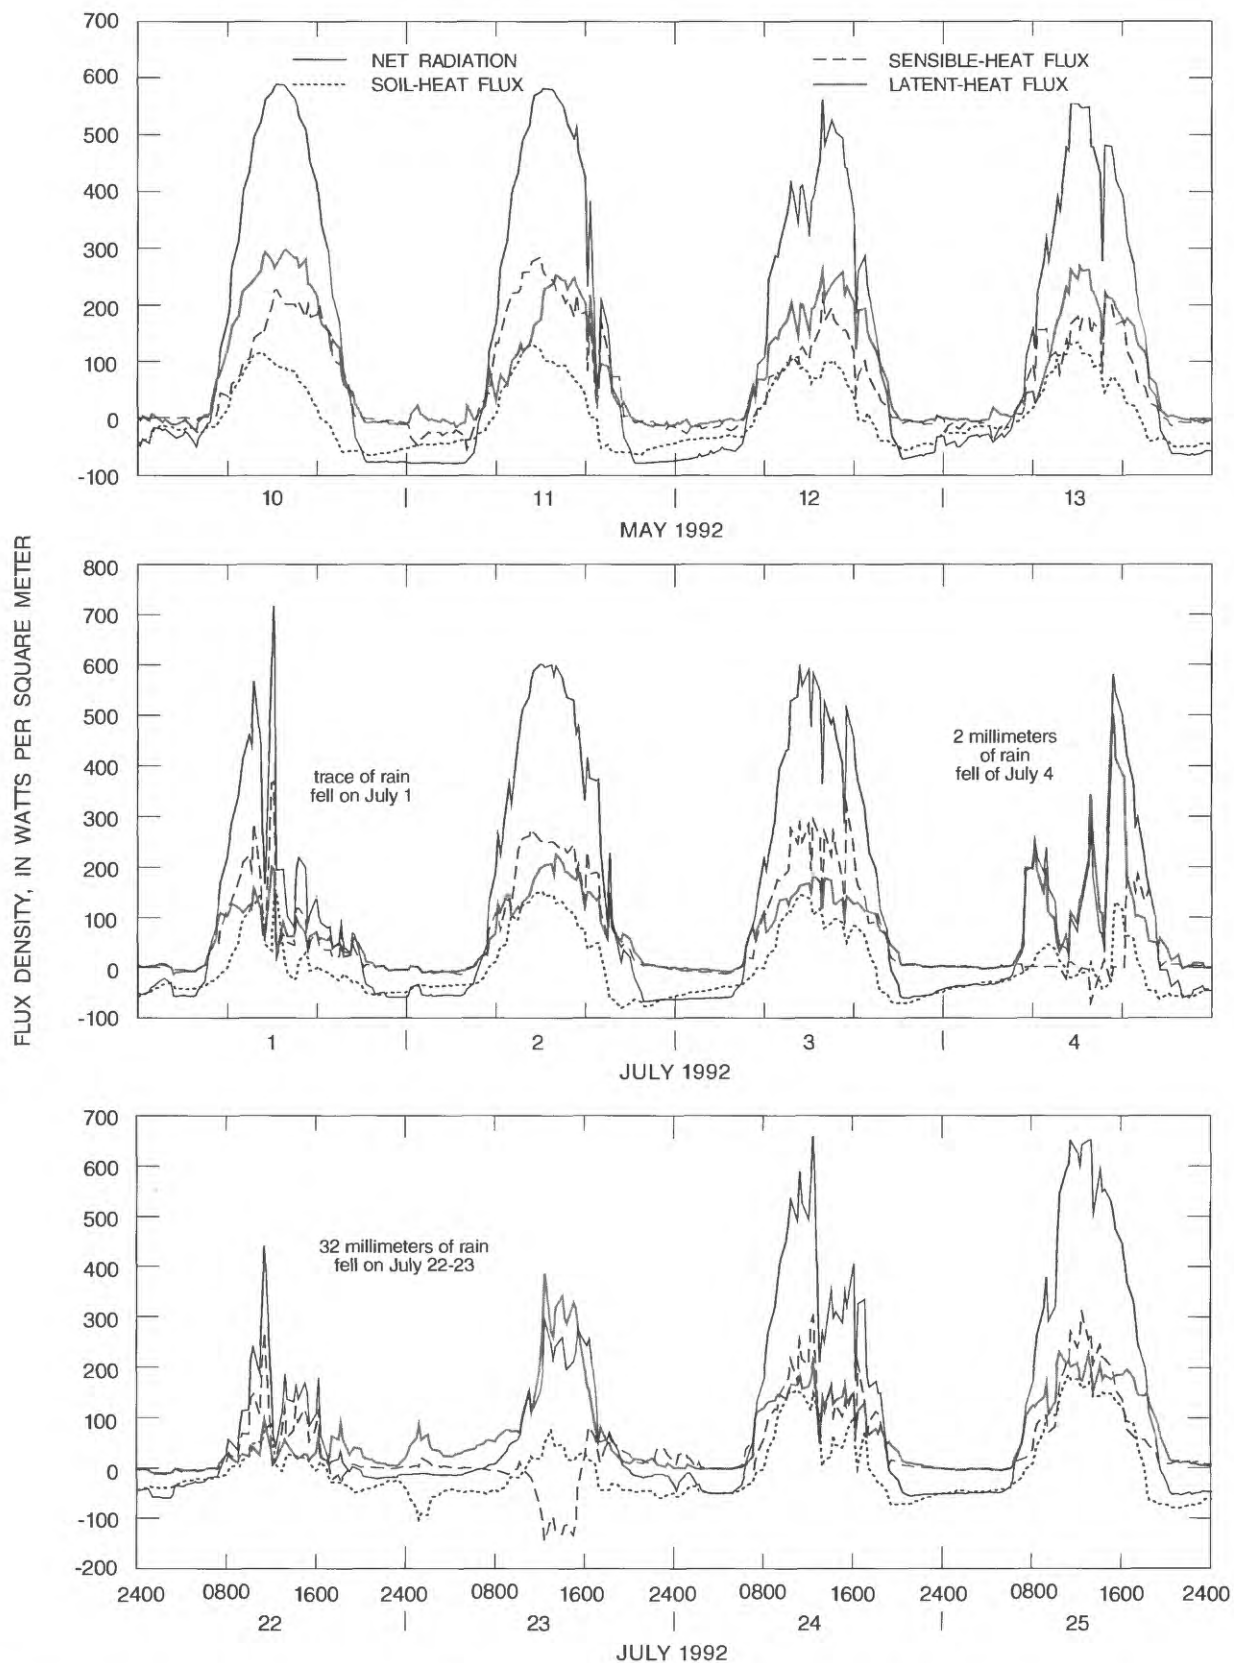 700
600
500
400
300
200
100
0
-100
NET RADIATION
SOIL-HEAT FLUX
SENSIBLE-HEAT FLUX
LATENT-HEAT FLUX
10 11 12 13
MAY 1992
FLUX DENSITY, IN WATTS PER SQUARE METER
800
700
600
500
400
300
200
100
0
-100
trace of rain
fell on July 1
2 millimeters
of rain
fell of July 4
1 2 3 4
JULY 1992
700
600
500
400
300
200
100
0
-100
-200
32 millimeters of rain
fell on July 22-23
2400 0800 1600 2400 0800 1600 2400 0800 1600 2400 0800 1600 2400
22 23 24 25
JULY 1992